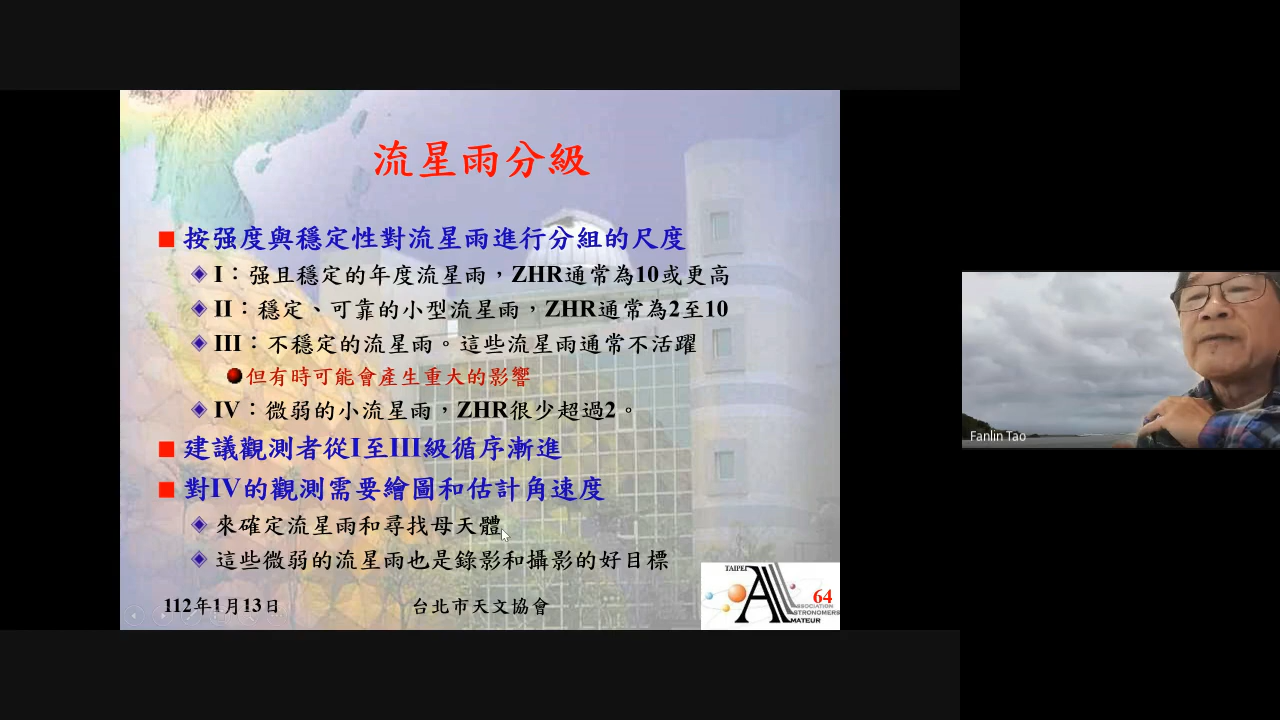 流星雨分級
按强度與穩定性對流星雨進行分組的尺度
I：强且穩定的年度流星雨，ZHR通常為10或更高
II：穩定、可靠的小型流星雨，ZHR通常為2至10
III：不穩定的流星雨。這些流星雨通常不活躍
但有時可能會產生重大的影響
IV：微弱的小流星雨，ZHR很少超過2。
建議觀測者從I至III級循序漸進
對IV的觀測需要繪圖和估計角速度
來確定流星雨和尋找母天體
這些微弱的流星雨也是錄影和攝影的好目標
112年1月13日
台北市天文協會
64
TAIPEI
A
ASSOCIATION
ASTRONOMERS
AMATEUR
Fanlin Tao